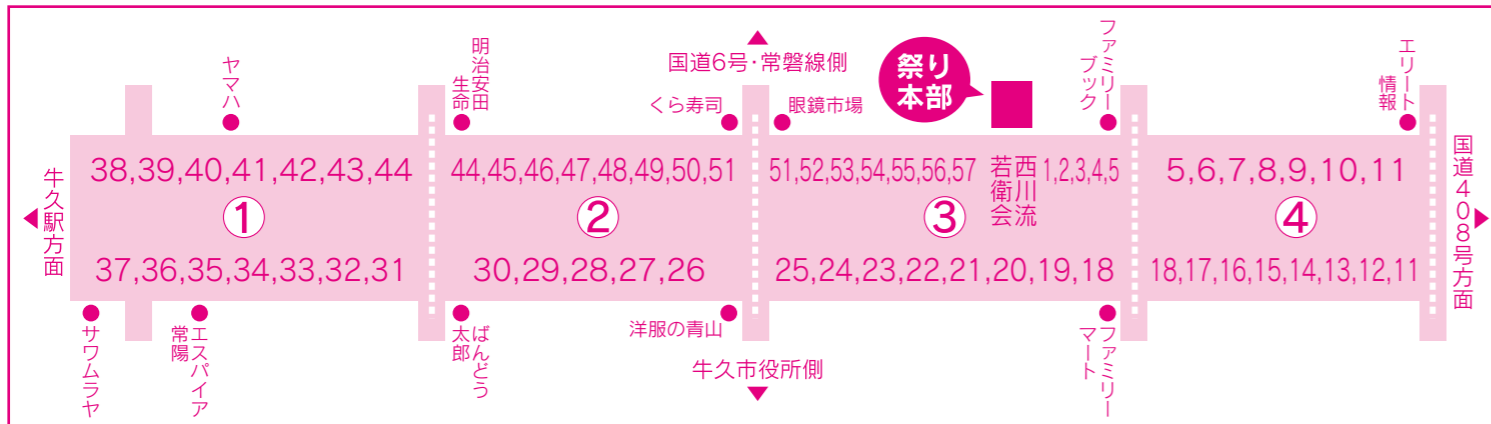 国道6号・常磐線側
祭り
本部
ヤマハ
明治安田
生命
くら寿司
眼鏡市場
ファミリー
ブック
エリート
情報
牛久駅方面
38,39,40,41,42,43,44
44,45,46,47,48,49,50,51
51,52,53,54,55,56,57
西川流
若衛会
1,2,3,4,5
5,6,7,8,9,10,11
国道408号方面
①
②
③
④
37,36,35,34,33,32,31
30,29,28,27,26
25,24,23,22,21,20,19,18
18,17,16,15,14,13,12,11
サワムラヤ
エスパイア
常陽
ばんどう
太郎
洋服の青山
ファミリー
マート
牛久市役所側